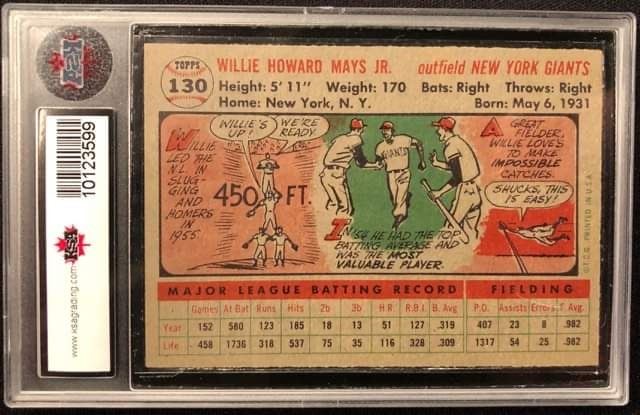 KSA
TOPPS
130
WILLIE HOWARD MAYS JR. outfield NEW YORK GIANTS
Height: 5' 11" Weight: 170 Bats: Right Throws: Right
Home: New York, N. Y. Born: May 6, 1931
WILLIE LED THE N.L. IN SLUGGING AND HOMERS IN 1955.
WILLIE'S UP!
WE'RE READY
450 FT.
GIANTS
IN '54 HE HAD THE TOP
BATTING AVERAGE AND
WAS THE MOST
VALUABLE PLAYER.
A GREAT
FIELDER,
WILLIE LOVES
TO MAKE
IMPOSSIBLE
CATCHES.
SHUCKS, THIS
IS EASY!
© T.C.G. PRINTED IN U.S.A.
MAJOR LEAGUE BATTING RECORD FIELDING
Games At Bat Runs Hits 2b 3b H.R. R.B.I. B. Avg. P.O. Assists Errors F. Avg.
Year 152 580 123 185 18 13 51 127 .319 407 23 8 .982
Life 458 1736 318 537 75 35 116 328 .309 1317 54 25 .982
10123599
KSA
www.ksagrading.com